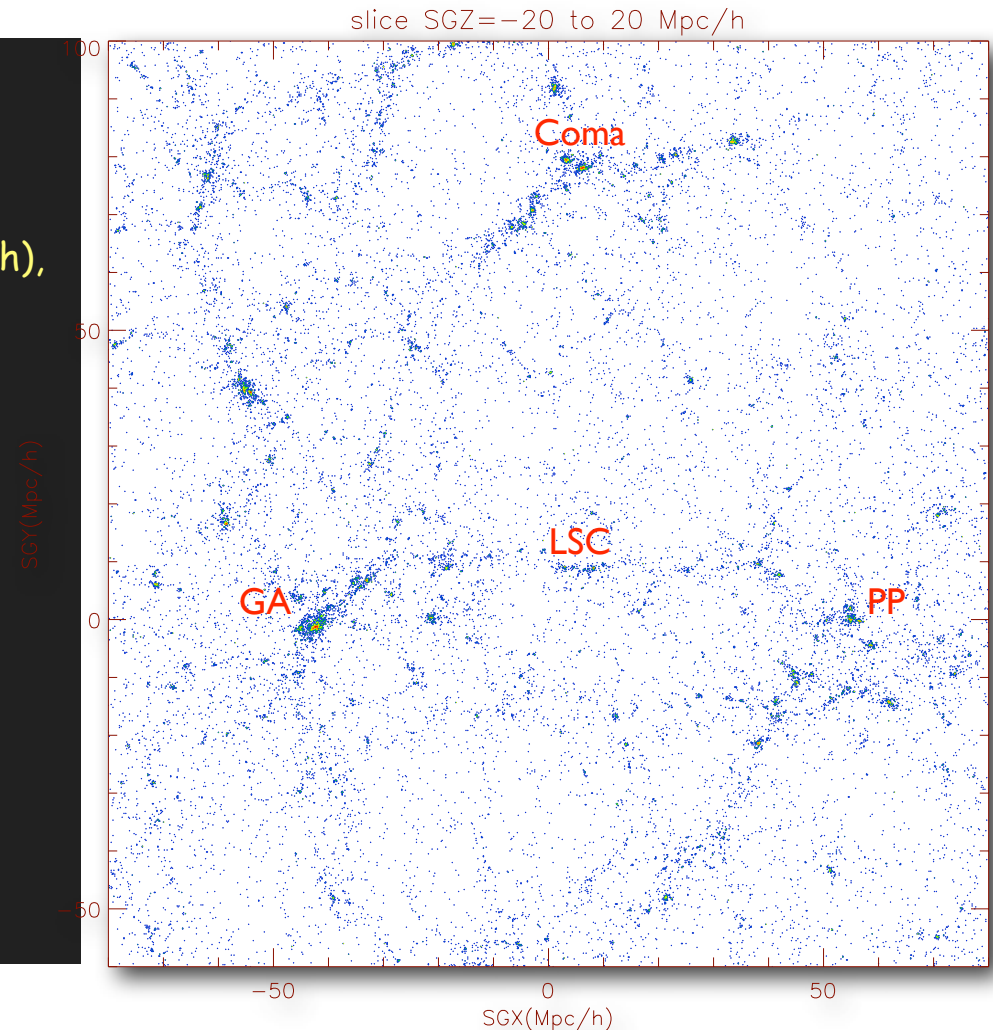 slice SGZ=-20 to 20 Mpc/h
100
Coma
h),
50
SGY(Mpc/h)
LSC
GA
PP
0
-50
-50 0 50
SGX(Mpc/h)